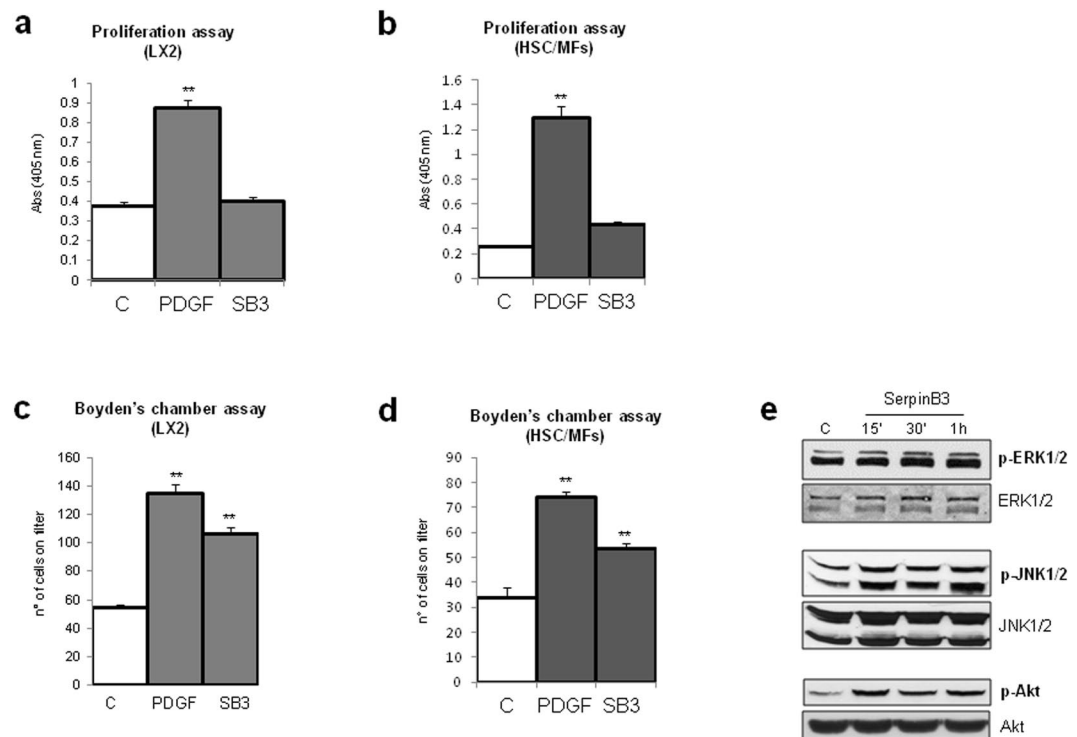 a
Proliferation assay
(LX2)
Abs (405 nm)
1
0.9
0.8
0.7
0.6
0.5
0.4
0.3
0.2
0.1
0
**
C PDGF SB3
b
Proliferation assay
(HSC/MFs)
Abs (405 nm)
1.6
1.4
1.2
1
0.8
0.6
0.4
0.2
0
**
C PDGF SB3
c
Boyden's chamber assay
(LX2)
n° of cells on filter
160
140
120
100
80
60
40
20
0
**
**
C PDGF SB3
d
Boyden's chamber assay
(HSC/MFs)
n° of cells on filter
90
80
70
60
50
40
30
20
10
0
**
**
C PDGF SB3
e
SerpinB3
C 15' 30' 1h
p-ERK1/2
ERK1/2
p-JNK1/2
JNK1/2
p-Akt
Akt